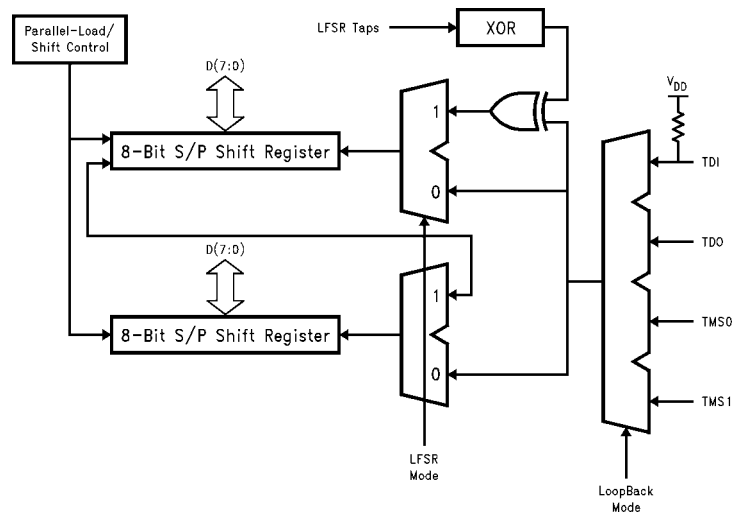 Parallel-Load/
Shift Control
LFSR Taps
XOR
D(7:0)
8-Bit S/P Shift Register
1
0
VDD
TDI
TDO
TMS0
TMS1
D(7:0)
8-Bit S/P Shift Register
1
0
LFSR
Mode
LoopBack
Mode